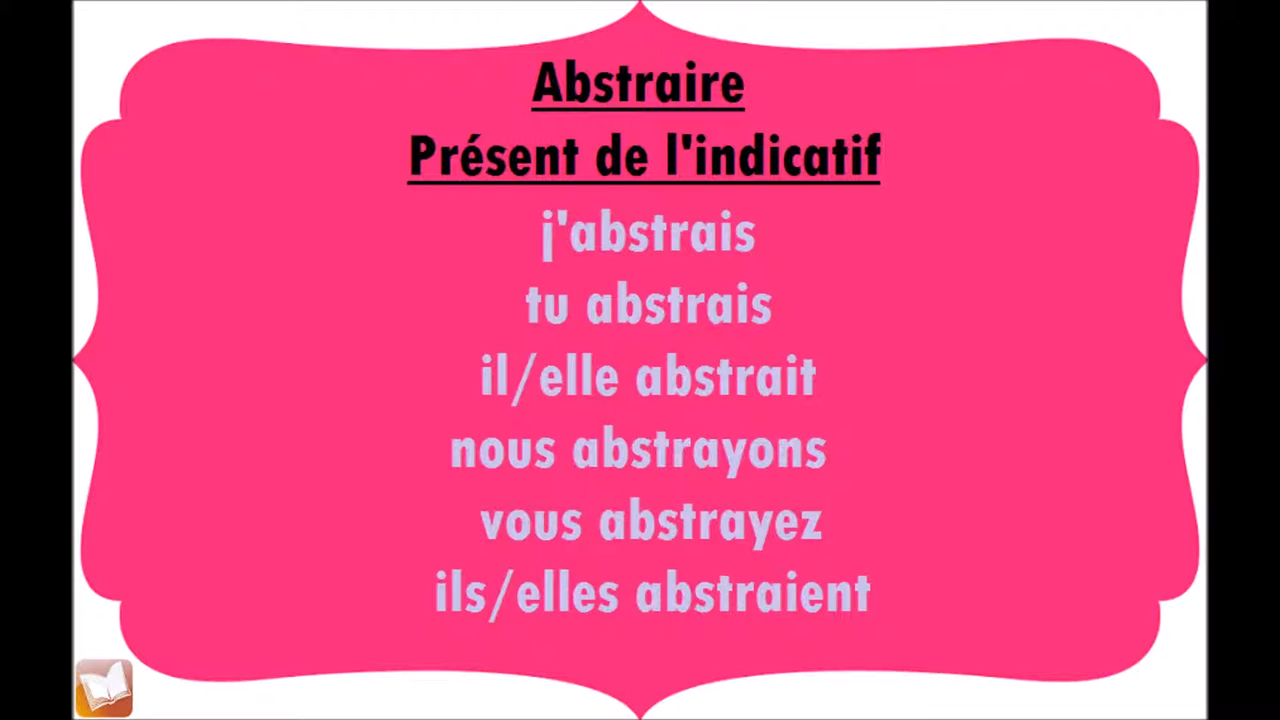 Abstraire
Présent de l'indicatif
j'abstrais
tu abstrais
il/elle abstrait
nous abstrayons
vous abstrayez
ils/elles abstraient